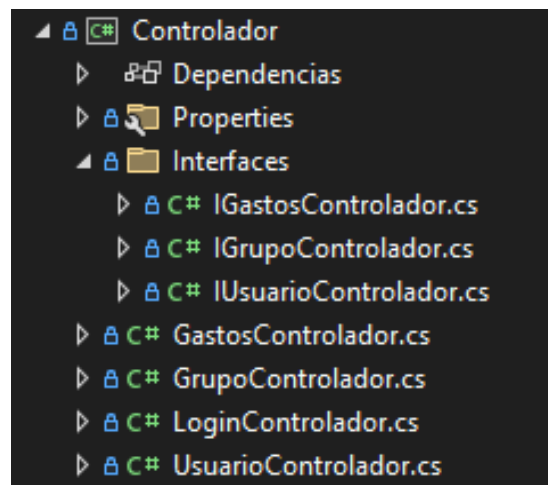 C# Controlador
Dependencias
Properties
Interfaces
C# IGastosControlador.cs
C# IGrupoControlador.cs
C# IUsuarioControlador.cs
C# GastosControlador.cs
C# GrupoControlador.cs
C# LoginControlador.cs
C# UsuarioControlador.cs